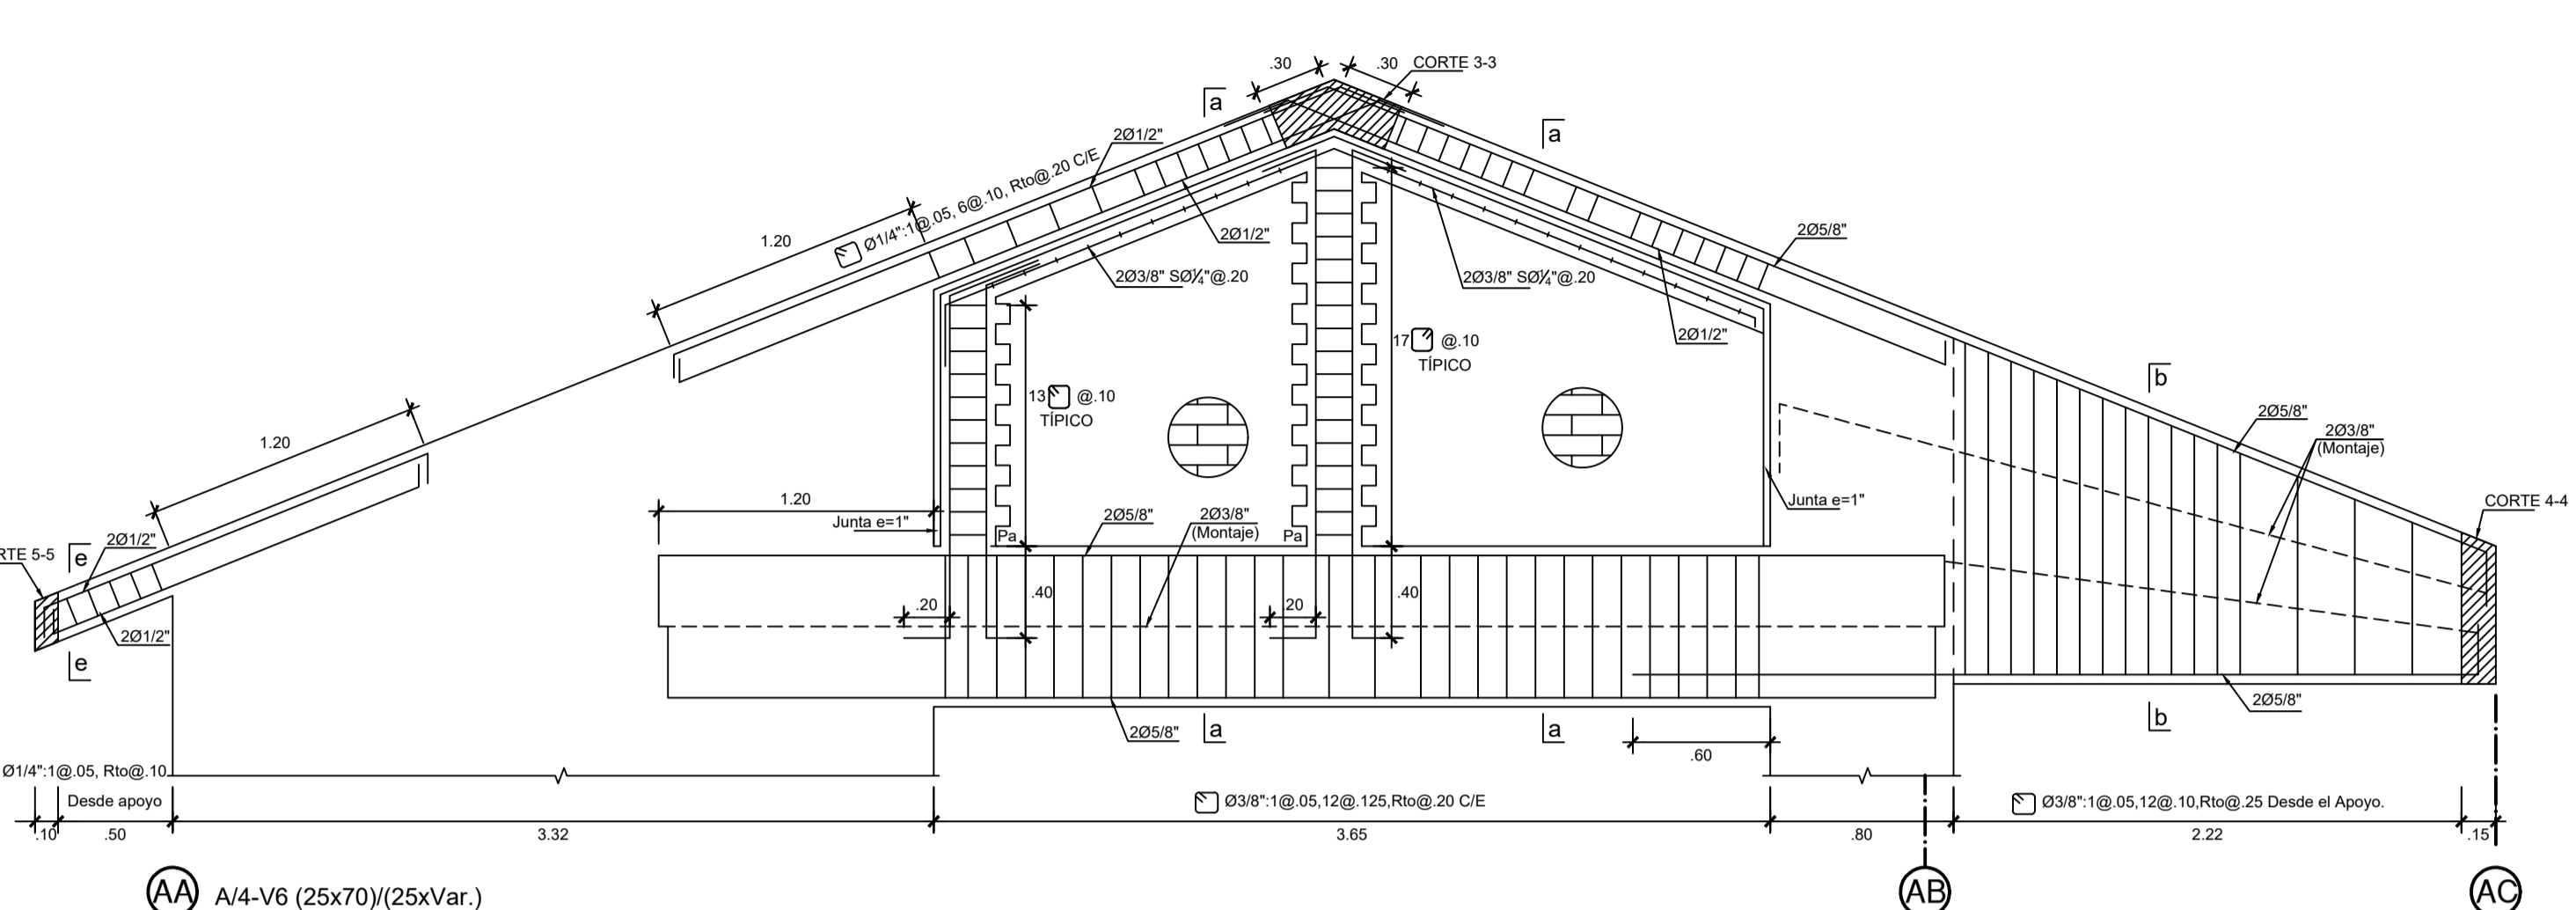 .30
.30
CORTE 3-3
a
a
2Ø1/2"
Ø1/4":1@.05, 6@.10, Rto@.20 C/E
1.20
2Ø1/2"
2Ø3/8" SØ¼"@.20
2Ø3/8" SØ¼"@.20
2Ø5/8"
2Ø1/2"
17 @.10
TÍPICO
13 @.10
TÍPICO
b
2Ø5/8"
2Ø3/8"
(Montaje)
1.20
1.20
Junta e=1"
Junta e=1"
CORTE 4-4
2Ø5/8"
2Ø3/8"
(Montaje)
Pa
Pa
RTE 5-5
e
2Ø1/2"
2Ø1/2"
e
.20
.40
.20
.40
2Ø5/8"
a
a
.60
b
2Ø5/8"
Ø1/4":1@.05, Rto@.10
Desde apoyo
Ø3/8":1@.05,12@.125,Rto@.20 C/E
Ø3/8":1@.05,12@.10,Rto@.25 Desde el Apoyo.
.10
.50
3.32
3.65
.80
2.22
.15
AA
A/4-V6 (25x70)/(25xVar.)
AB
AC